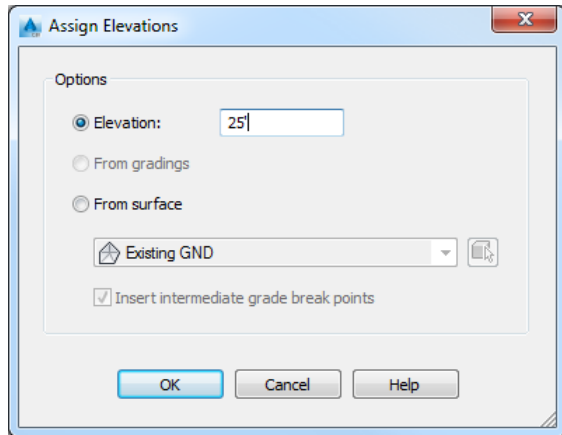 Assign Elevations
Options
Elevation: 25'
From gradings
From surface
Existing GND
Insert intermediate grade break points
OK Cancel Help